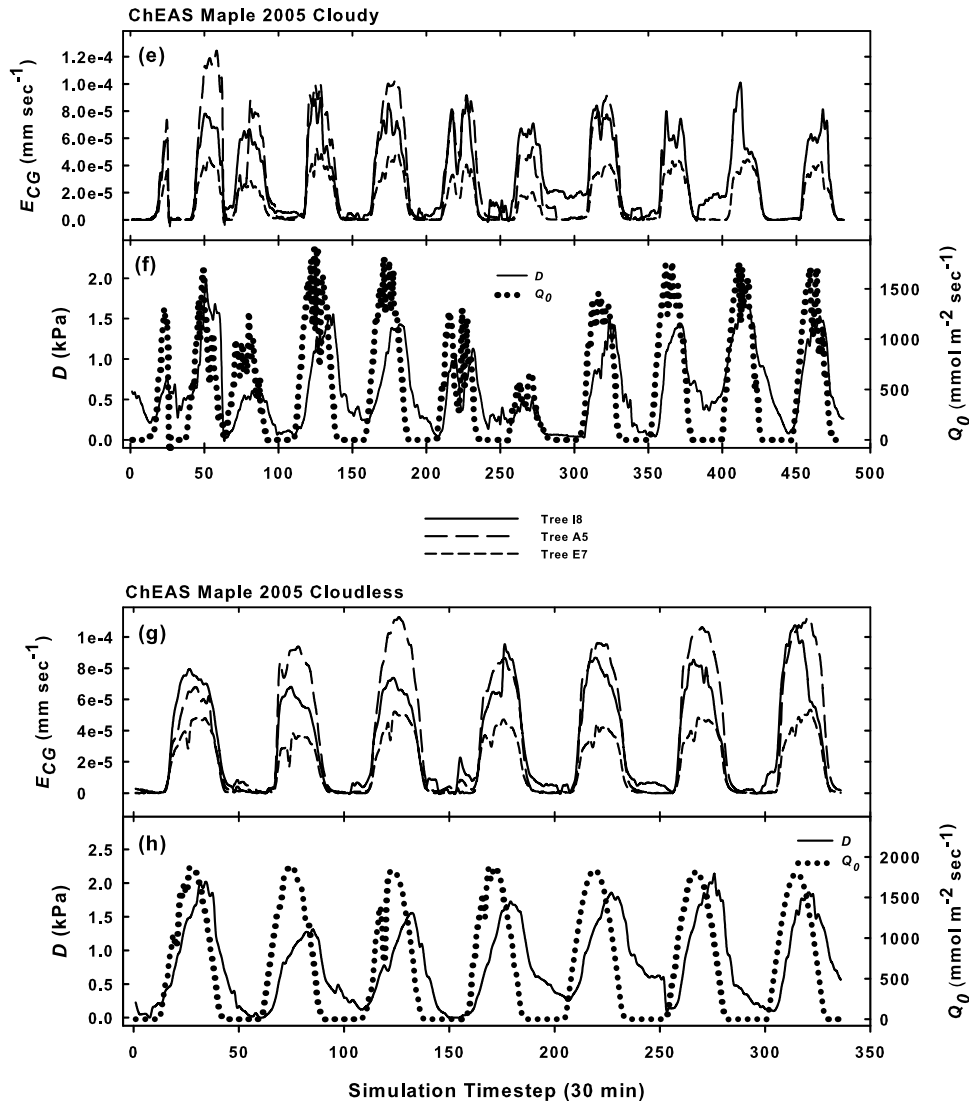 ChEAS Maple 2005 Cloudy
(e)
E_CG (mm sec⁻¹)
1.2e-4
1.0e-4
8.0e-5
6.0e-5
4.0e-5
2.0e-5
0.0
(f)
D (kPa)
2.0
1.5
1.0
0.5
0.0
D
Q₀
1500
1000
500
0
Q₀ (mmol m⁻² sec⁻¹)
0 50 100 150 200 250 300 350 400 450 500
Tree I8
Tree A5
Tree E7
ChEAS Maple 2005 Cloudless
(g)
E_CG (mm sec⁻¹)
1e-4
8e-5
6e-5
4e-5
2e-5
0
(h)
D (kPa)
2.5
2.0
1.5
1.0
0.5
0.0
D
Q₀
2000
1500
1000
500
0
Q₀ (mmol m⁻² sec⁻¹)
0 50 100 150 200 250 300 350
Simulation Timestep (30 min)